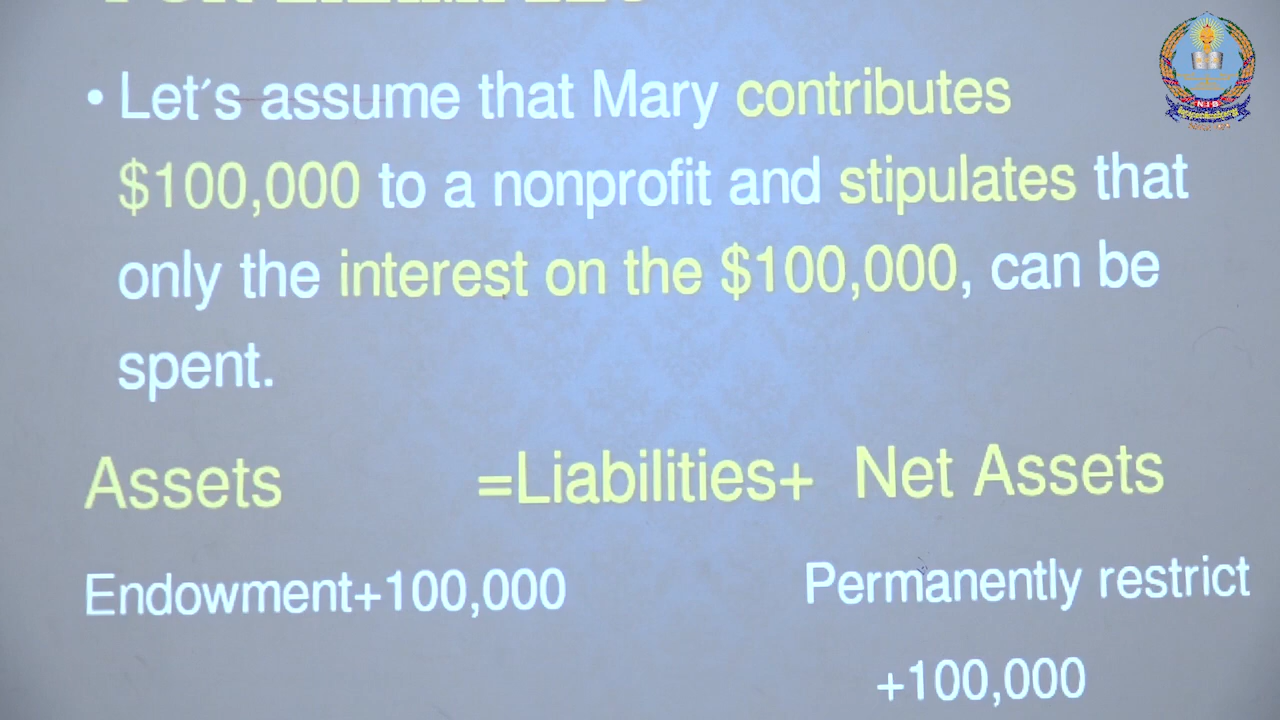 • Let's assume that Mary contributes
$100,000 to a nonprofit and stipulates that
only the interest on the $100,000, can be
spent.
Assets =Liabilities+ Net Assets
Endowment+100,000 Permanently restrict
+100,000